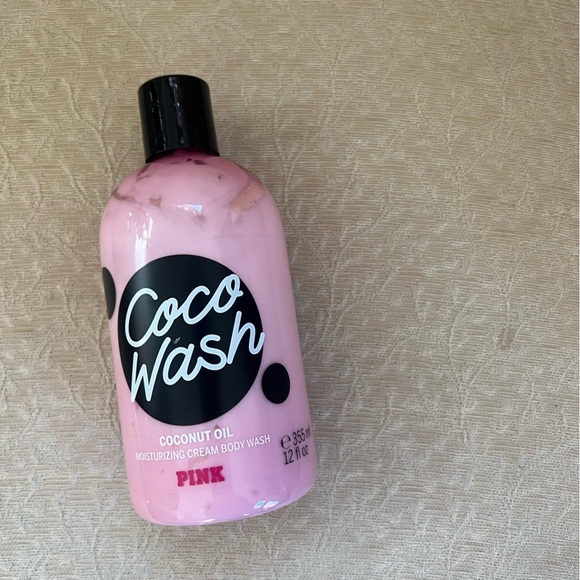 Coco
Wash
COCONUT OIL
MOISTURIZING CREAM BODY WASH
PINK
℮ 355 ml
12 fl oz